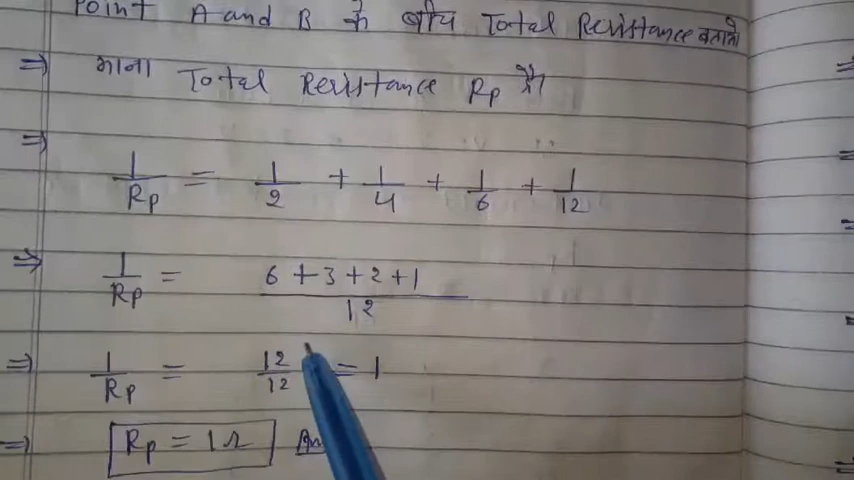 Point A and B के बीच Total Resistance बताते
⇒ माना Total Resistance Rp है।
⇒ 1/Rp = 1/2 + 1/4 + 1/6 + 1/12
⇒ 1/Rp = 6 + 3 + 2 + 1/12
⇒ 1/Rp = 12/12 = 1
⇒ Rp = 1Ω